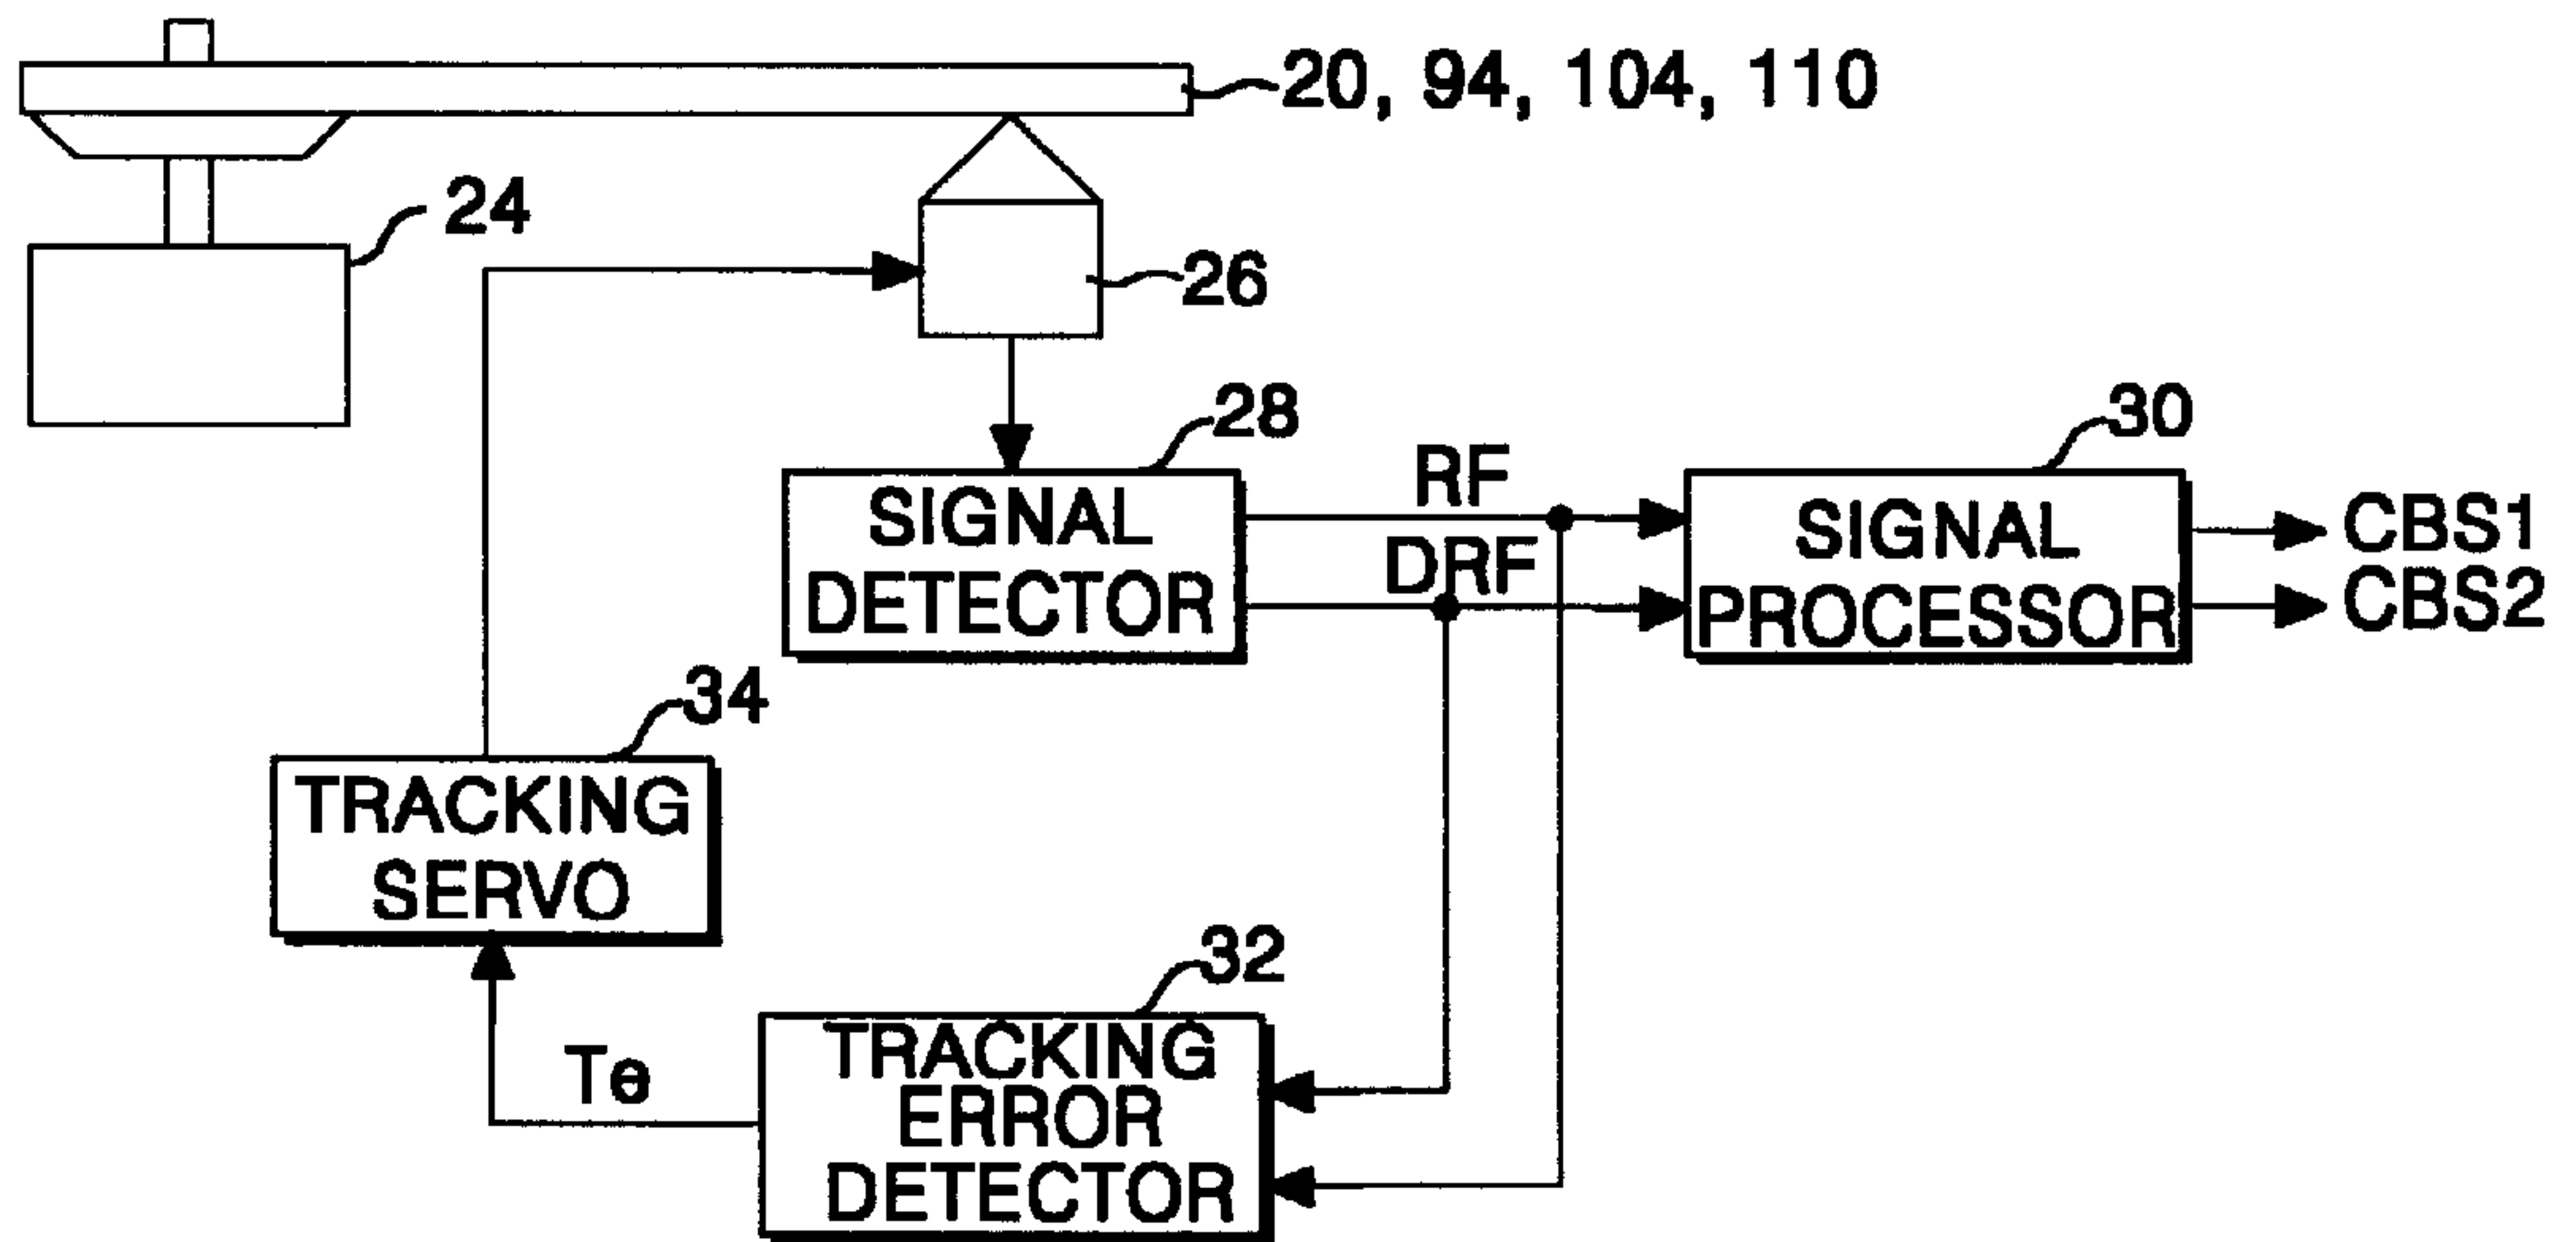 20, 94, 104, 110
24
26
28
30
RF
DRF
SIGNAL
DETECTOR
SIGNAL
PROCESSOR
CBS1
CBS2
34
TRACKING
SERVO
32
Te
TRACKING
ERROR
DETECTOR